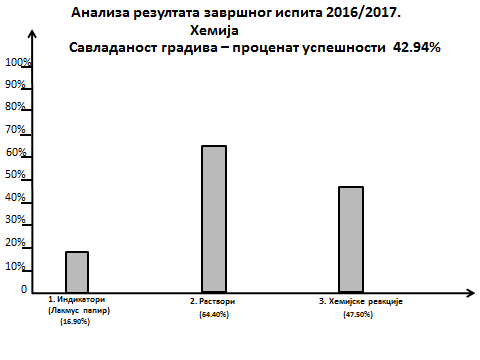 Анализа резултата завршног испита 2016/2017.
Хемија
Савладаност градива – проценат успешности 42.94%
100%
90%
80%
70%
60%
50%
40%
30%
20%
10%
0
1. Индикатори
(Лакмус папир)
(16.90%)
2. Раствори
(64.40%)
3. Хемијске реакције
(47.50%)